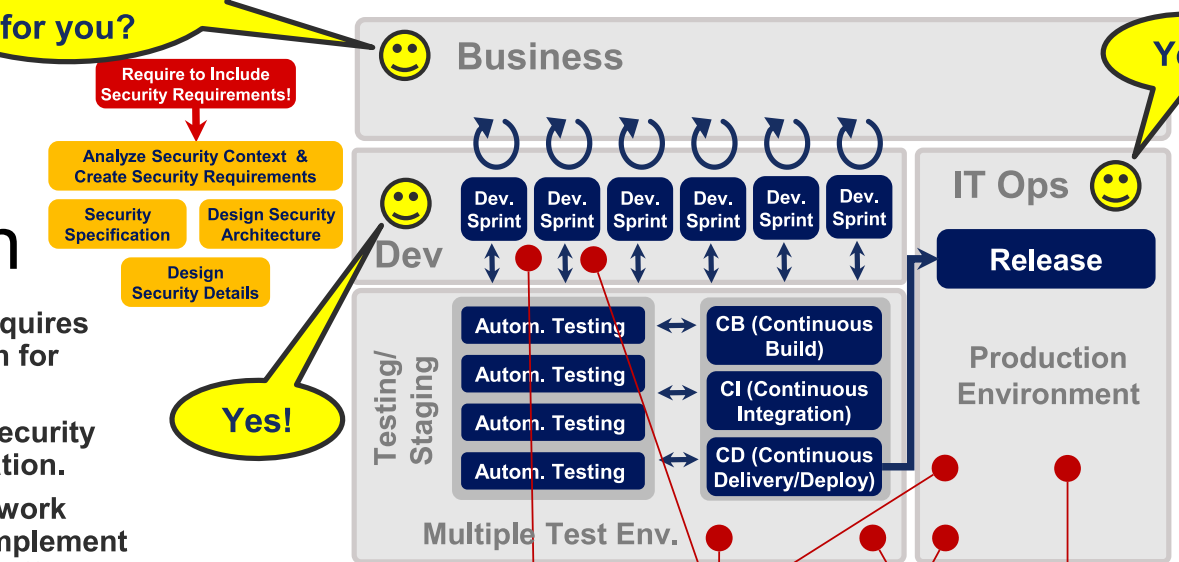 for you?
Business
Ye
Require to Include
Security Requirements!
Analyze Security Context &
Create Security Requirements
Security
Specification
Design Security
Architecture
Design
Security Details
n
quires
n for
ecurity
tion.
work
mplement
Yes!
Dev
Dev.
Sprint
Dev.
Sprint
Dev.
Sprint
Dev.
Sprint
Dev.
Sprint
Dev.
Sprint
IT Ops
Release
Production
Environment
Testing/
Staging
Autom. Testing
Autom. Testing
Autom. Testing
Autom. Testing
CB (Continuous
Build)
CI (Continuous
Integration)
CD (Continuous
Delivery/Deploy)
Multiple Test Env.